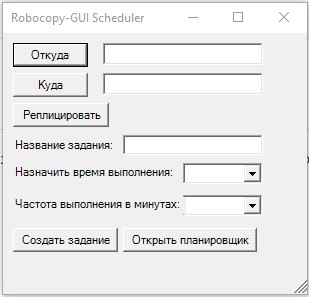 Robocopy-GUI Scheduler
Откуда
Куда
Реплицировать
Название задания:
Назначить время выполнения:
Частота выполнения в минутах:
Создать задание Открыть планировщик